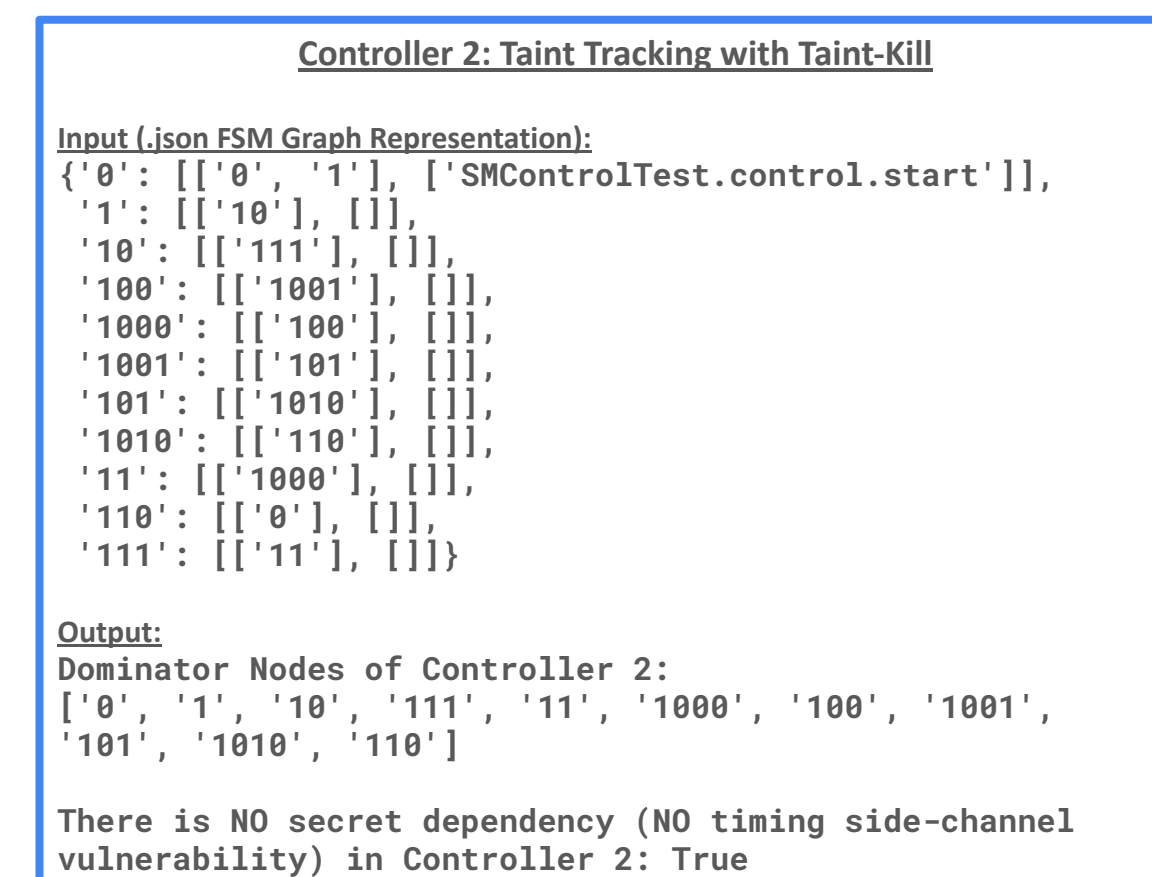 Controller 2: Taint Tracking with Taint-Kill
Input (.json FSM Graph Representation):
{'0': [['0', '1'], ['SMControlTest.control.start']],
'1': [['10'], []],
'10': [['111'], []],
'100': [['1001'], []],
'1000': [['100'], []],
'1001': [['101'], []],
'101': [['1010'], []],
'1010': [['110'], []],
'11': [['1000'], []],
'110': [['0'], []],
'111': [['11'], []]}
Output:
Dominator Nodes of Controller 2:
['0', '1', '10', '111', '11', '1000', '100', '1001',
'101', '1010', '110']
There is NO secret dependency (NO timing side-channel
vulnerability) in Controller 2: True